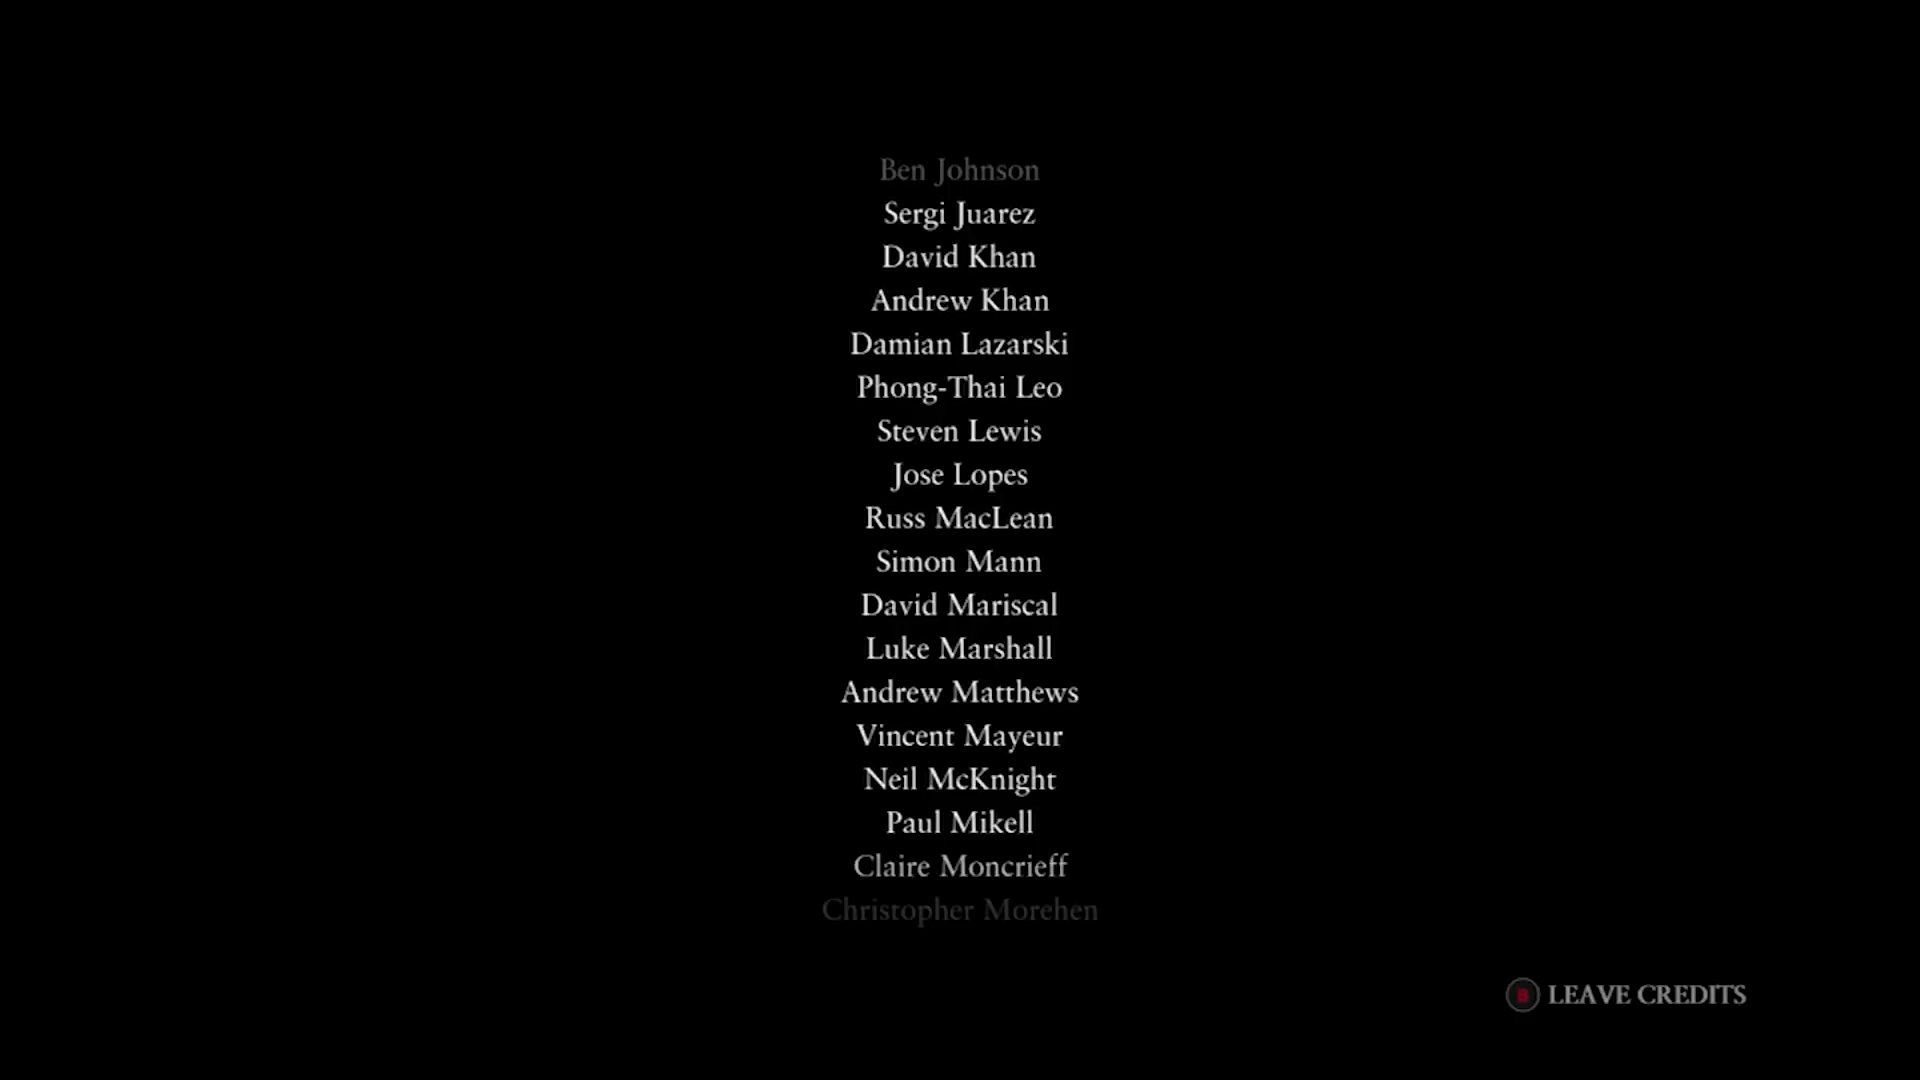 Ben Johnson
Sergi Juarez
David Khan
Andrew Khan
Damian Lazarski
Phong-Thai Leo
Steven Lewis
Jose Lopes
Russ MacLean
Simon Mann
David Mariscal
Luke Marshall
Andrew Matthews
Vincent Mayeur
Neil McKnight
Paul Mikell
Claire Moncrieff
Christopher Morehen
B LEAVE CREDITS